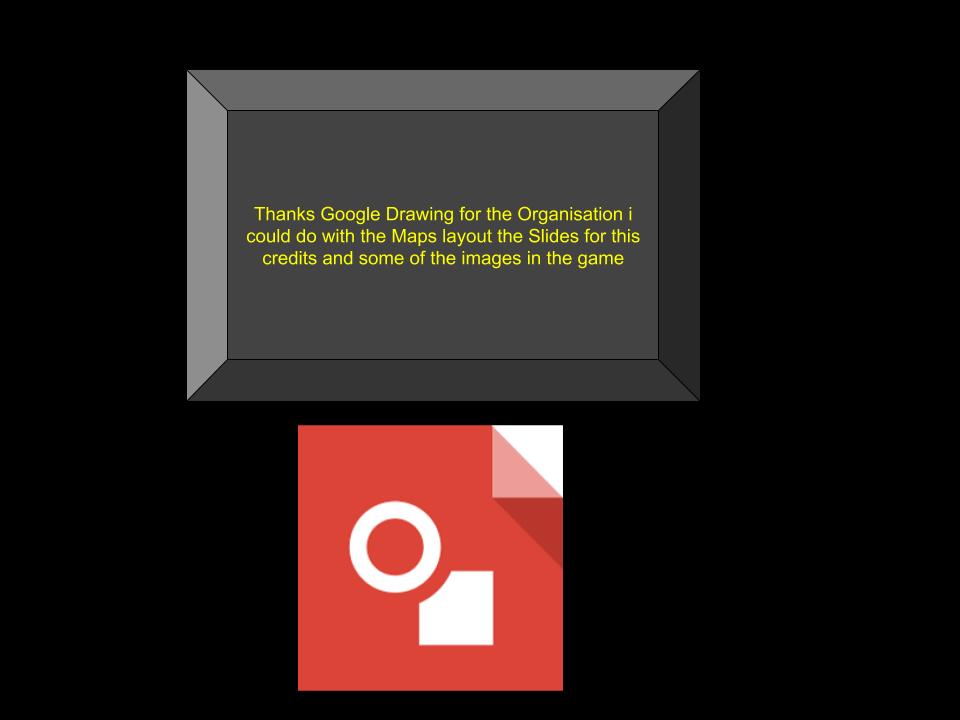 Thanks Google Drawing for the Organisation i
could do with the Maps layout the Slides for this
credits and some of the images in the game